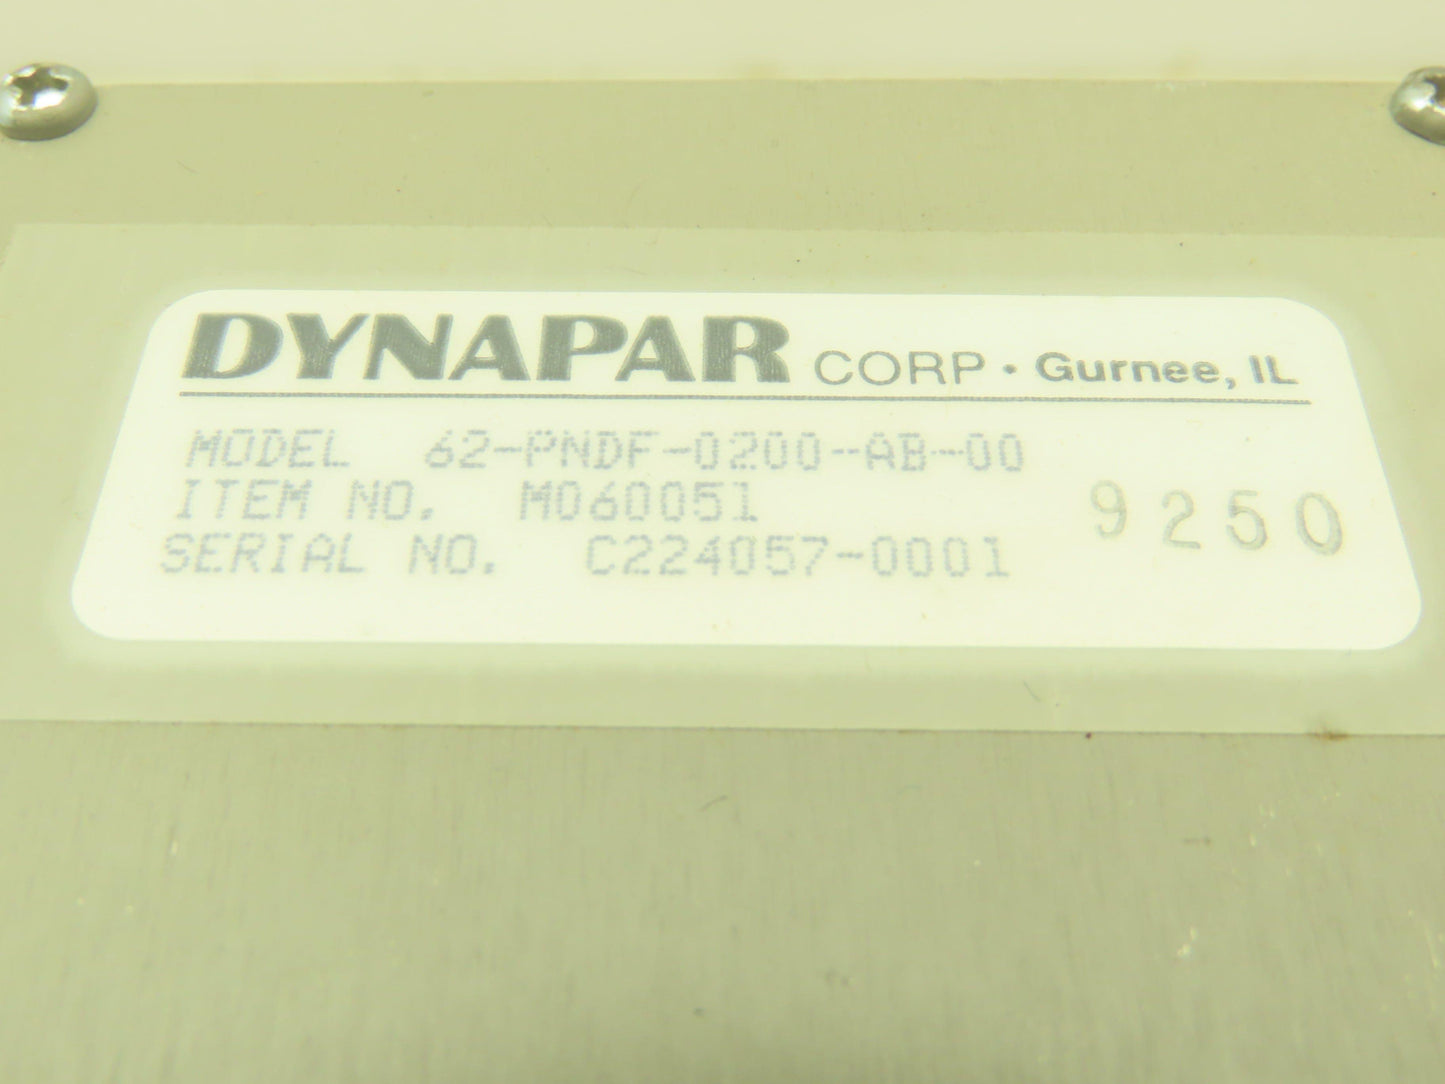 DYNAPAR CORP · Gurnee, IL
MODEL 62-PNDF-0200-AB-00
ITEM NO. M060051
SERIAL NO. C224057-0001
9250